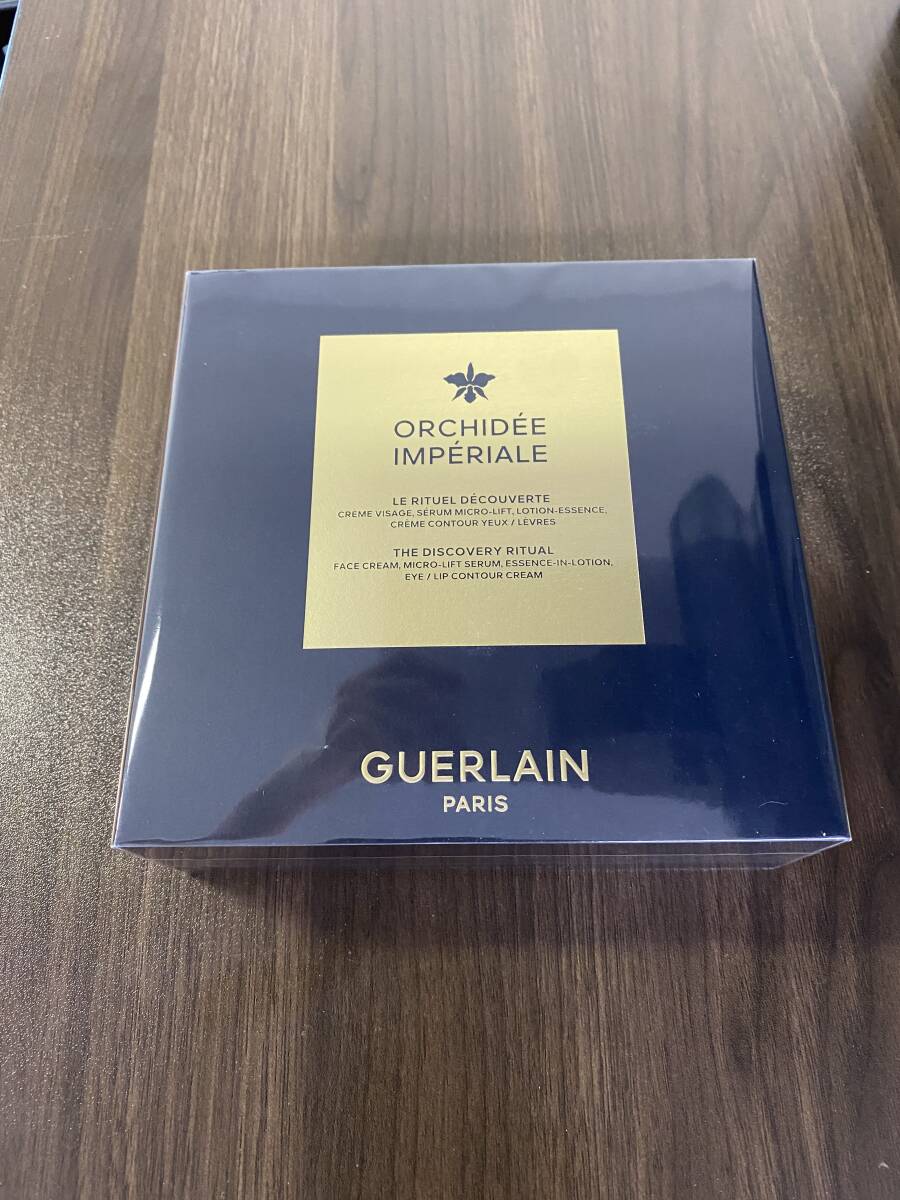 ORCHIDÉE
IMPÉRIALE
LE RITUEL DÉCOUVERTE
CRÈME VISAGE, SÉRUM MICRO-LIFT, LOTION-ESSENCE,
CRÈME CONTOUR YEUX / LÈVRES
THE DISCOVERY RITUAL
FACE CREAM, MICRO-LIFT SERUM, ESSENCE-IN-LOTION,
EYE / LIP CONTOUR CREAM
GUERLAIN
PARIS